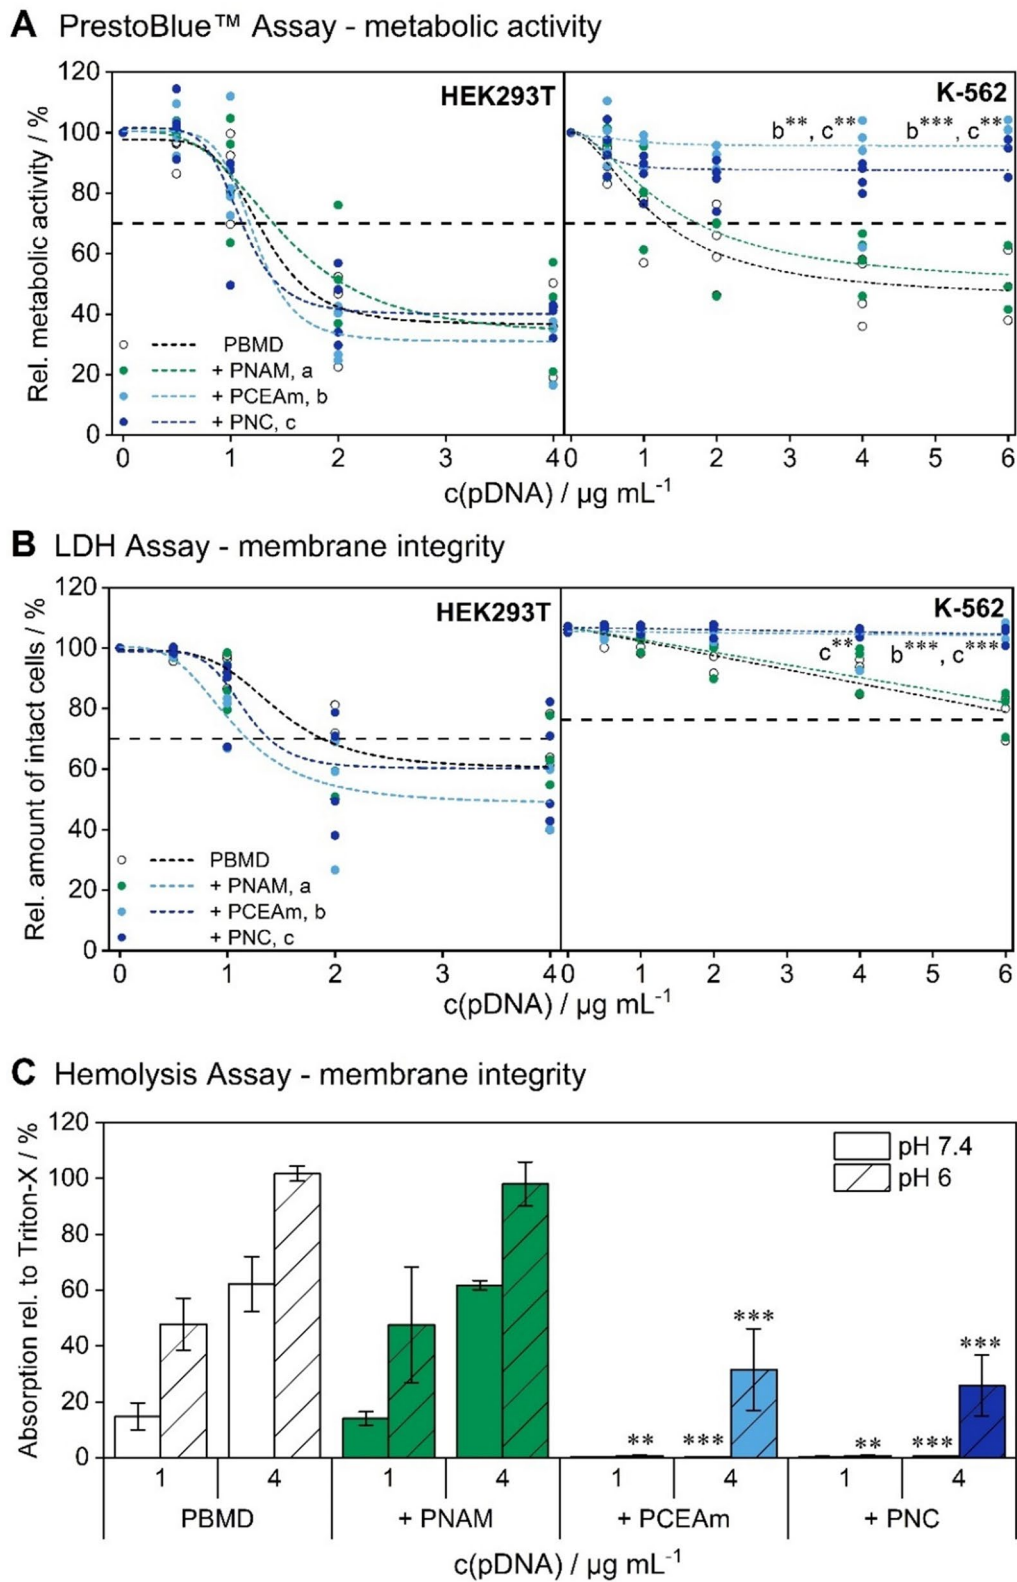 A PrestoBlue™ Assay - metabolic activity
Rel. metabolic activity / %
120
100
80
60
40
20
0
HEK293T
K-562
b**, c** b***, c**
PBMD
+ PNAM, a
+ PCEAm, b
+ PNC, c
0 1 2 3 4 0 1 2 3 4 5 6
c(pDNA) / µg mL⁻¹
B LDH Assay - membrane integrity
Rel. amount of intact cells / %
120
100
80
60
40
20
0
HEK293T
K-562
c** b***, c***
PBMD
+ PNAM, a
+ PCEAm, b
+ PNC, c
0 1 2 3 4 0 1 2 3 4 5 6
c(pDNA) / µg mL⁻¹
C Hemolysis Assay - membrane integrity
Absorption rel. to Triton-X / %
120
100
80
60
40
20
0
pH 7.4
pH 6
*** ***
** *** ** ***
1 4 1 4 1 4 1 4
PBMD + PNAM + PCEAm + PNC
c(pDNA) / µg mL⁻¹